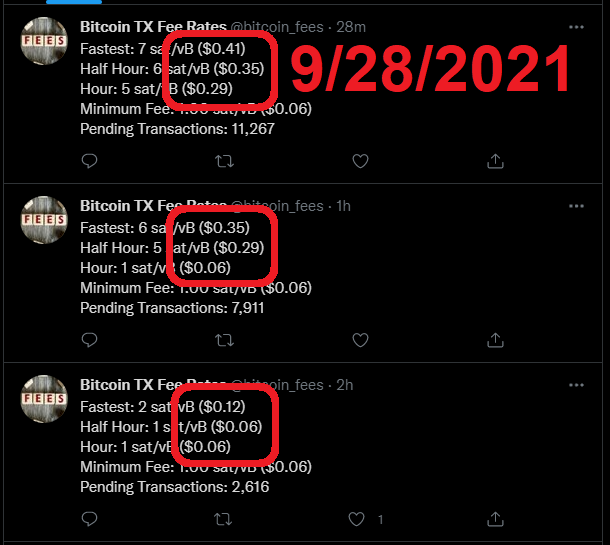 FEES
Bitcoin TX Fee Rates @bitcoin_fees · 28m
Fastest: 7 sat/vB ($0.41)
Half Hour: 6 sat/vB ($0.35)
Hour: 5 sat/vB ($0.29)
Minimum Fee: 1.00 sat/vB ($0.06)
Pending Transactions: 11,267
9/28/2021
FEES
Bitcoin TX Fee Rates @bitcoin_fees · 1h
Fastest: 6 sat/vB ($0.35)
Half Hour: 5 sat/vB ($0.29)
Hour: 1 sat/vB ($0.06)
Minimum Fee: 1.00 sat/vB ($0.06)
Pending Transactions: 7,911
FEES
Bitcoin TX Fee Rates @bitcoin_fees · 2h
Fastest: 2 sat/vB ($0.12)
Half Hour: 1 sat/vB ($0.06)
Hour: 1 sat/vB ($0.06)
Minimum Fee: 1.00 sat/vB ($0.06)
Pending Transactions: 2,616
1